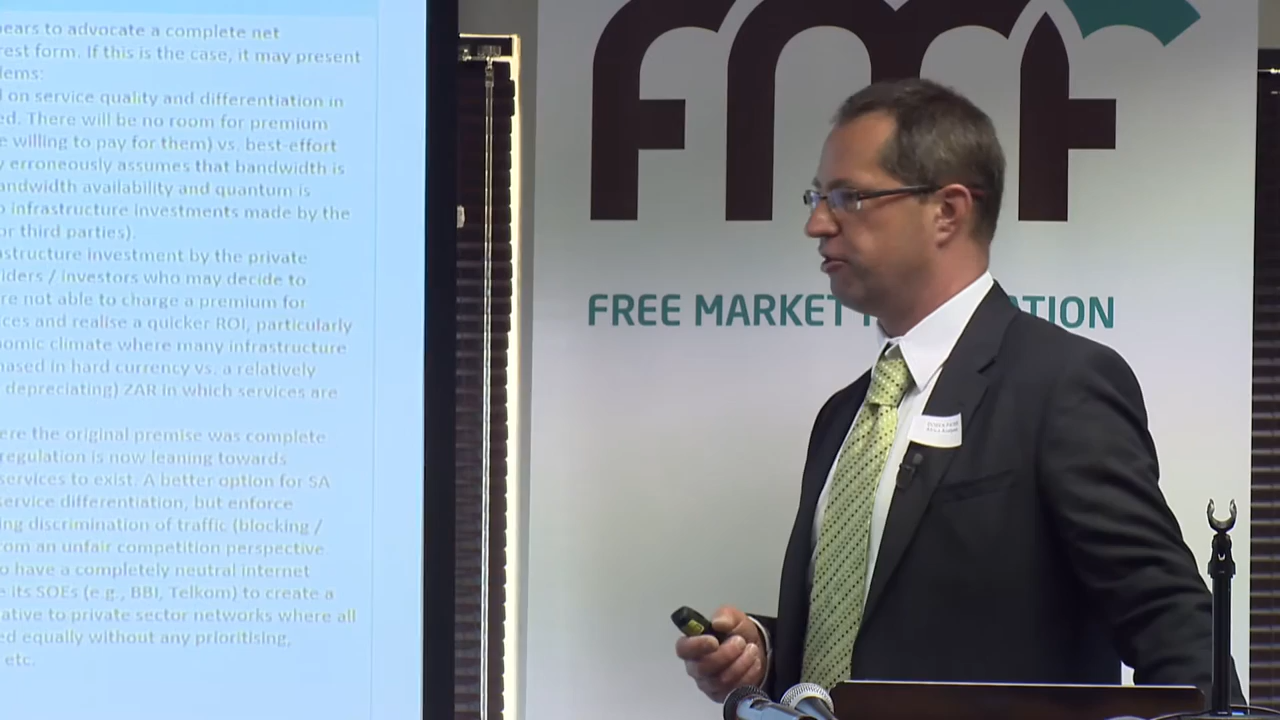 pears to advocate a complete net
rest form. If this is the case, it may present
lems:
on service quality and differentiation in
ed. There will be no room for premium
e willing to pay for them) vs. best-effort
y erroneously assumes that bandwidth is
andwidth availability and quantum is
o infrastructure investments made by the
or third parties).
astructure investment by the private
viders / investors who may decide to
re not able to charge a premium for
ices and realise a quicker ROI, particularly
nomic climate where many infrastructure
hased in hard currency vs. a relatively
depreciating) ZAR in which services are
ere the original premise was complete
regulation is now leaning towards
services to exist. A better option for SA
service differentiation, but enforce
ing discrimination of traffic (blocking /
rom an unfair competition perspective
o have a completely neutral internet
e its SOEs (e.g., BBI, Telkom) to create a
ative to private sector networks where all
ed equally without any prioritising,
etc.
fmf
FREE MARKET F ATION